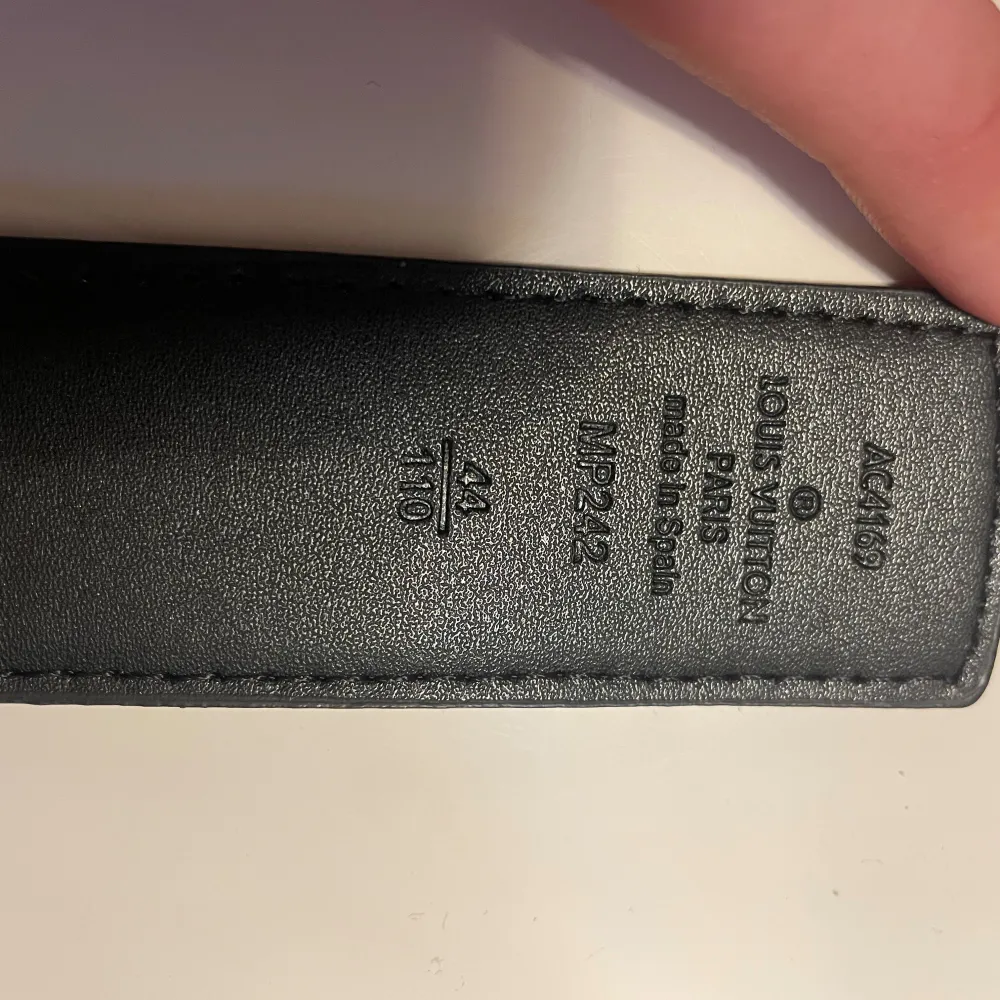 AC4169
®
LOUIS VUITTON
PARIS
made in Spain
MP242
44
110